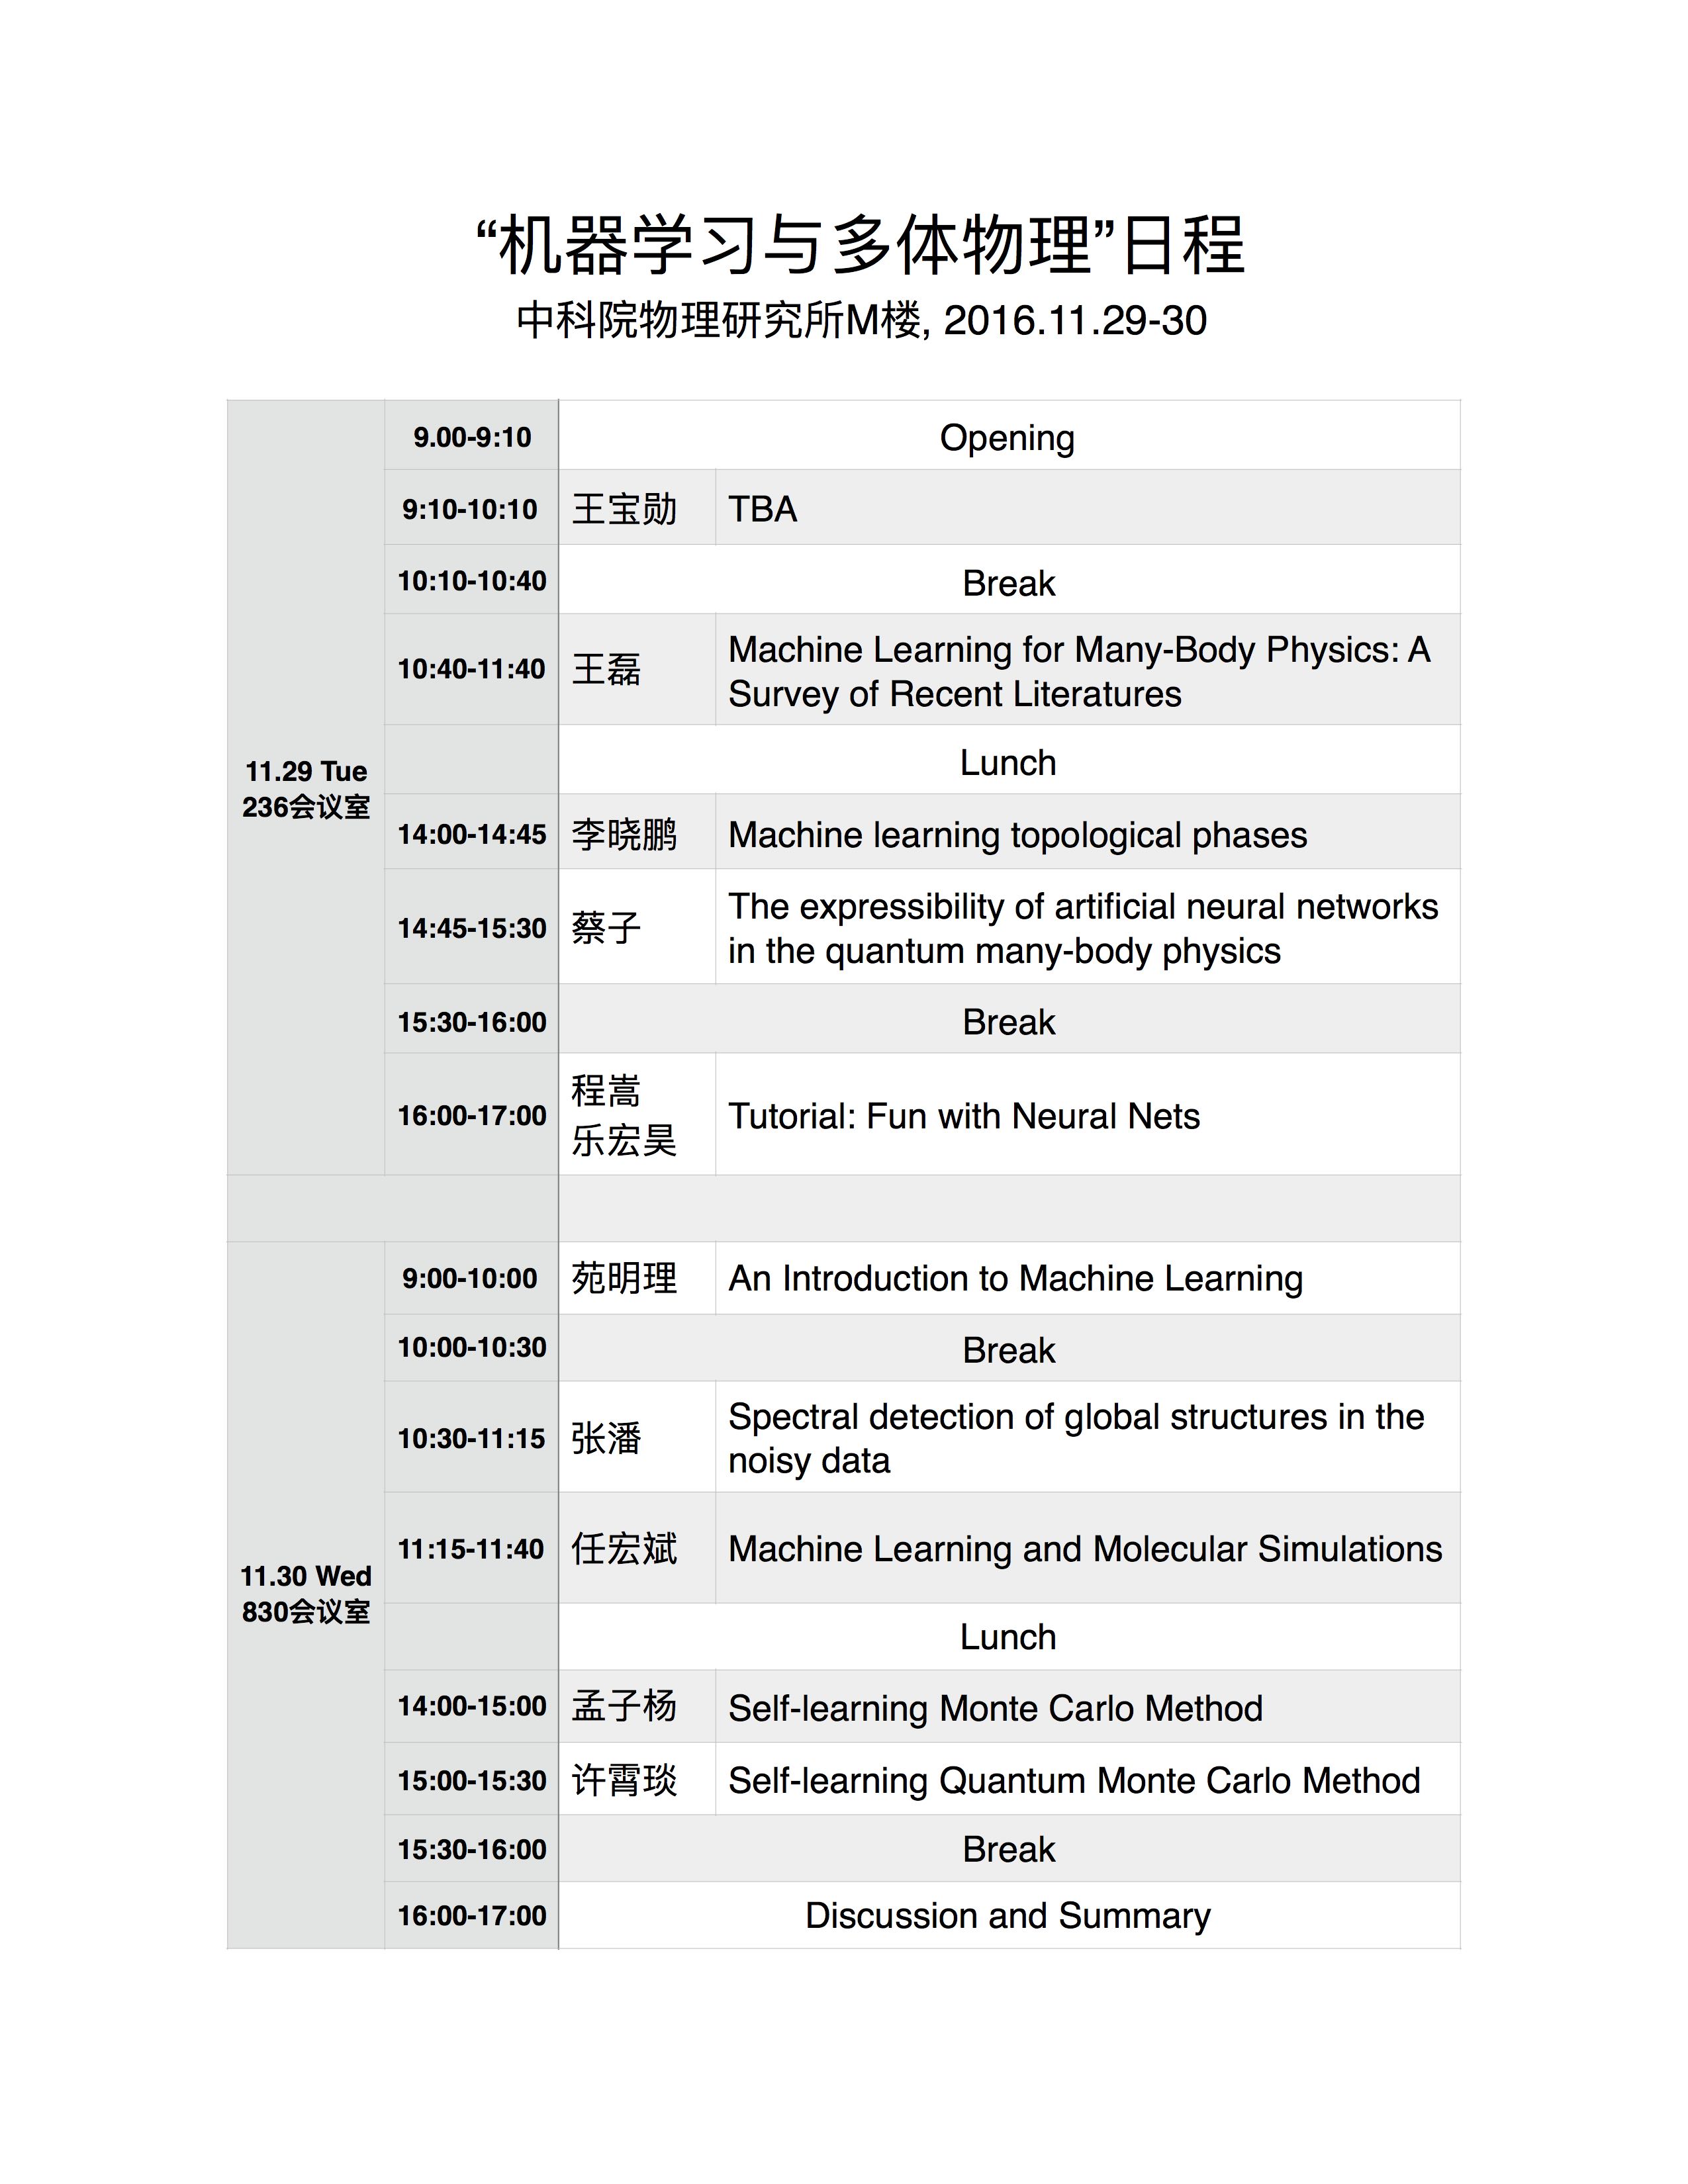 “机器学习与多体物理”日程
中科院物理研究所M楼, 2016.11.29-30
11.29 Tue
236会议室
9.00-9:10
Opening
9:10-10:10
王宝勋
TBA
10:10-10:40
Break
10:40-11:40
王磊
Machine Learning for Many-Body Physics: A
Survey of Recent Literatures
Lunch
14:00-14:45
李晓鹏
Machine learning topological phases
14:45-15:30
蔡子
The expressibility of artificial neural networks
in the quantum many-body physics
15:30-16:00
Break
16:00-17:00
程嵩
乐宏昊
Tutorial: Fun with Neural Nets
11.30 Wed
830会议室
9:00-10:00
苑明理
An Introduction to Machine Learning
10:00-10:30
Break
10:30-11:15
张潘
Spectral detection of global structures in the
noisy data
11:15-11:40
任宏斌
Machine Learning and Molecular Simulations
Lunch
14:00-15:00
孟子杨
Self-learning Monte Carlo Method
15:00-15:30
许霄琰
Self-learning Quantum Monte Carlo Method
15:30-16:00
Break
16:00-17:00
Discussion and Summary